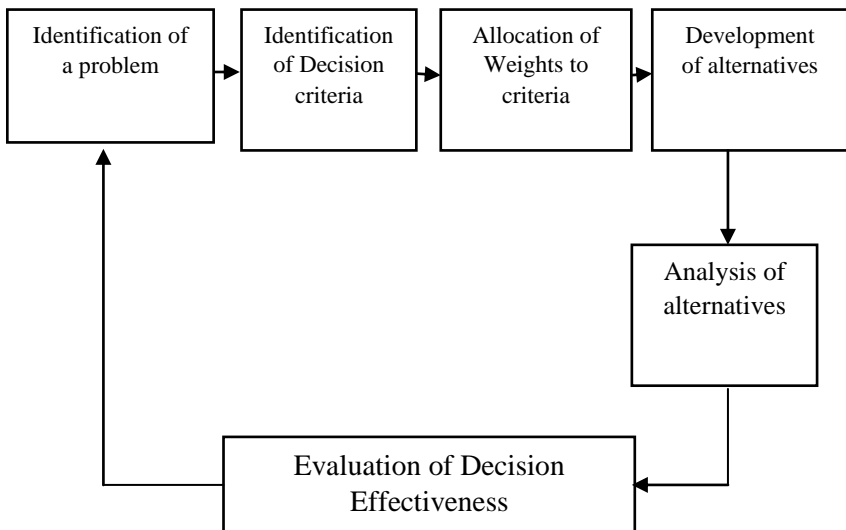 Identification of
a problem
Identification
of Decision
criteria
Allocation of
Weights to
criteria
Development
of alternatives
Analysis of
alternatives
Evaluation of Decision
Effectiveness